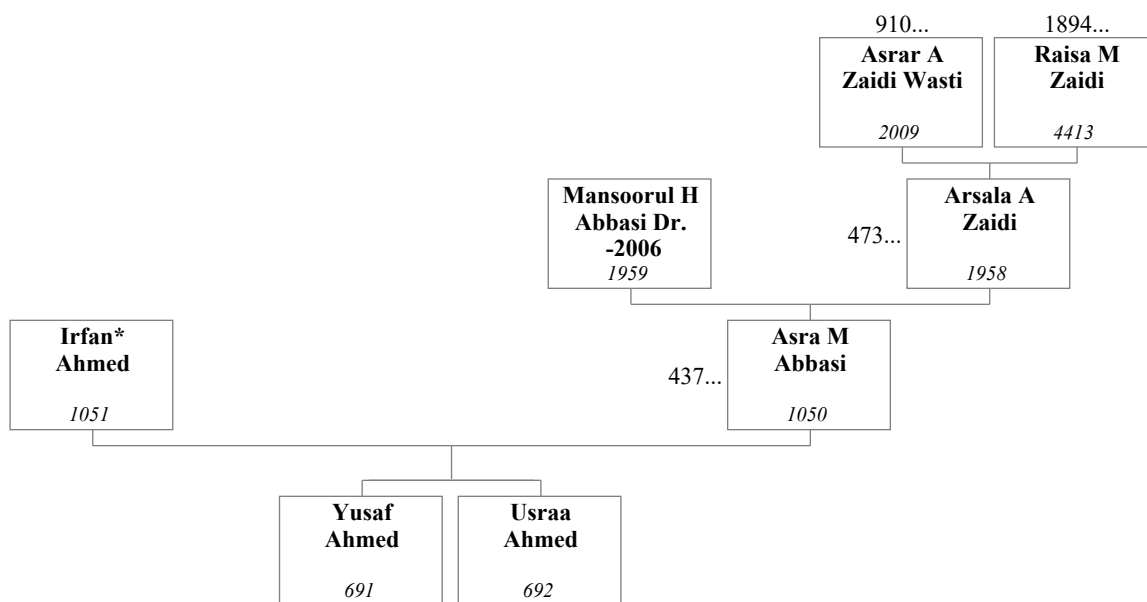 910...
1894...
Asrar A
Zaidi Wasti
2009
Raisa M
Zaidi
4413
Mansoorul H
Abbasi Dr.
-2006
1959
473...
Arsala A
Zaidi
1958
Irfan*
Ahmed
1051
437...
Asra M
Abbasi
1050
Yusaf
Ahmed
691
Usraa
Ahmed
692